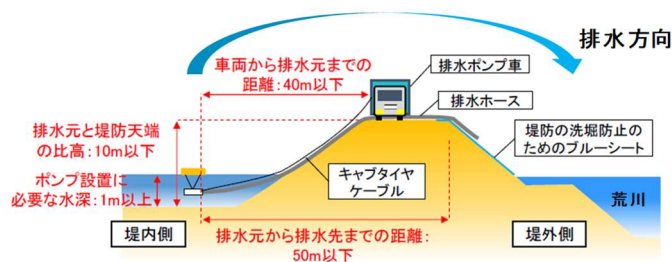 排水方向
車両から排水元までの
距離:40m以下
排水ポンプ車
排水ホース
排水元と堤防天端
の比高:10m以下
堤防の洗堀防止の
ためのブルーシート
ポンプ設置に
必要な水深:1m以上
キャブタイヤ
ケーブル
荒川
堤内側
排水元から排水先までの距離:
50m以下
堤外側